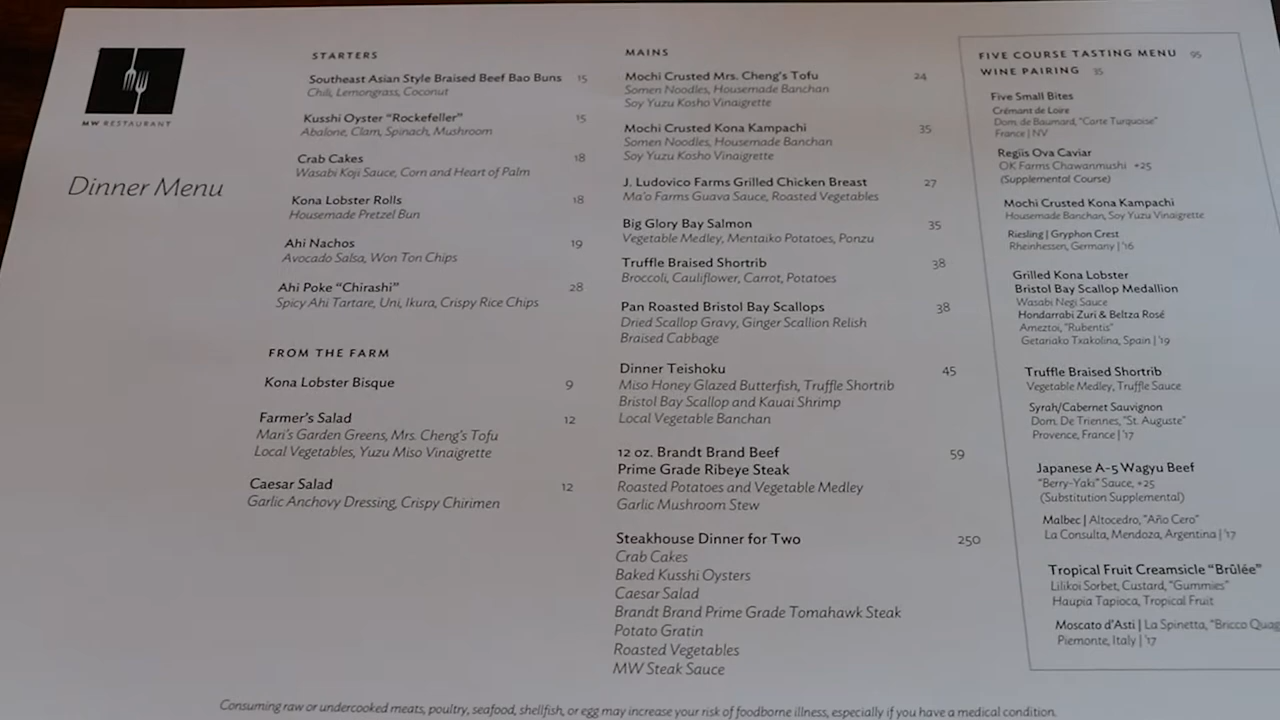 MW RESTAURANT
Dinner Menu
STARTERS
Southeast Asian Style Braised Beef Bao Buns 15
Chili, Lemongrass, Coconut
Kusshi Oyster "Rockefeller" 15
Abalone, Clam, Spinach, Mushroom
Crab Cakes 18
Wasabi Koji Sauce, Corn and Heart of Palm
Kona Lobster Rolls 18
Housemade Pretzel Bun
Ahi Nachos 19
Avocado Salsa, Won Ton Chips
Ahi Poke "Chirashi" 28
Spicy Ahi Tartare, Uni, Ikura, Crispy Rice Chips
FROM THE FARM
Kona Lobster Bisque 9
Farmer's Salad 12
Mari's Garden Greens, Mrs. Cheng's Tofu
Local Vegetables, Yuzu Miso Vinaigrette
Caesar Salad 12
Garlic Anchovy Dressing, Crispy Chirimen
MAINS
Mochi Crusted Mrs. Cheng's Tofu 24
Somen Noodles, Housemade Banchan
Soy Yuzu Kosho Vinaigrette
Mochi Crusted Kona Kampachi 35
Somen Noodles, Housemade Banchan
Soy Yuzu Kosho Vinaigrette
J. Ludovico Farms Grilled Chicken Breast 27
Ma'o Farms Guava Sauce, Roasted Vegetables
Big Glory Bay Salmon 35
Vegetable Medley, Mentaiko Potatoes, Ponzu
Truffle Braised Shortrib 38
Broccoli, Cauliflower, Carrot, Potatoes
Pan Roasted Bristol Bay Scallops 38
Dried Scallop Gravy, Ginger Scallion Relish
Braised Cabbage
Dinner Teishoku 45
Miso Honey Glazed Butterfish, Truffle Shortrib
Bristol Bay Scallop and Kauai Shrimp
Local Vegetable Banchan
12 oz. Brandt Brand Beef 59
Prime Grade Ribeye Steak
Roasted Potatoes and Vegetable Medley
Garlic Mushroom Stew
Steakhouse Dinner for Two 250
Crab Cakes
Baked Kusshi Oysters
Caesar Salad
Brandt Brand Prime Grade Tomahawk Steak
Potato Gratin
Roasted Vegetables
MW Steak Sauce
FIVE COURSE TASTING MENU 95
WINE PAIRING 35
Five Small Bites
Crémant de Loire
Dom. de Baumard, "Carte Turquoise"
France | NV
Regiis Ova Caviar
OK Farms Chawanmushi +25
(Supplemental Course)
Mochi Crusted Kona Kampachi
Housemade Banchan, Soy Yuzu Vinaigrette
Riesling | Gryphon Crest
Rheinhessen, Germany | '16
Grilled Kona Lobster
Bristol Bay Scallop Medallion
Wasabi Negi Sauce
Hondarrabi Zuri & Beltza Rosé
Ameztoi, "Rubentis"
Getariako Txakolina, Spain | '19
Truffle Braised Shortrib
Vegetable Medley, Truffle Sauce
Syrah/Cabernet Sauvignon
Dom. De Triennes, "St. Auguste"
Provence, France | '17
Japanese A-5 Wagyu Beef
"Berry-Yaki" Sauce, +25
(Substitution Supplemental)
Malbec | Altocedro, "Año Cero"
La Consulta, Mendoza, Argentina | '17
Tropical Fruit Creamsicle "Brûlée"
Lilikoi Sorbet, Custard, "Gummies"
Haupia Tapioca, Tropical Fruit
Moscato d'Asti | La Spinetta, "Bricco Quag
Piemonte, Italy | '17
Consuming raw or undercooked meats, poultry, seafood, shellfish, or egg may increase your risk of foodborne illness, especially if you have a medical condition.